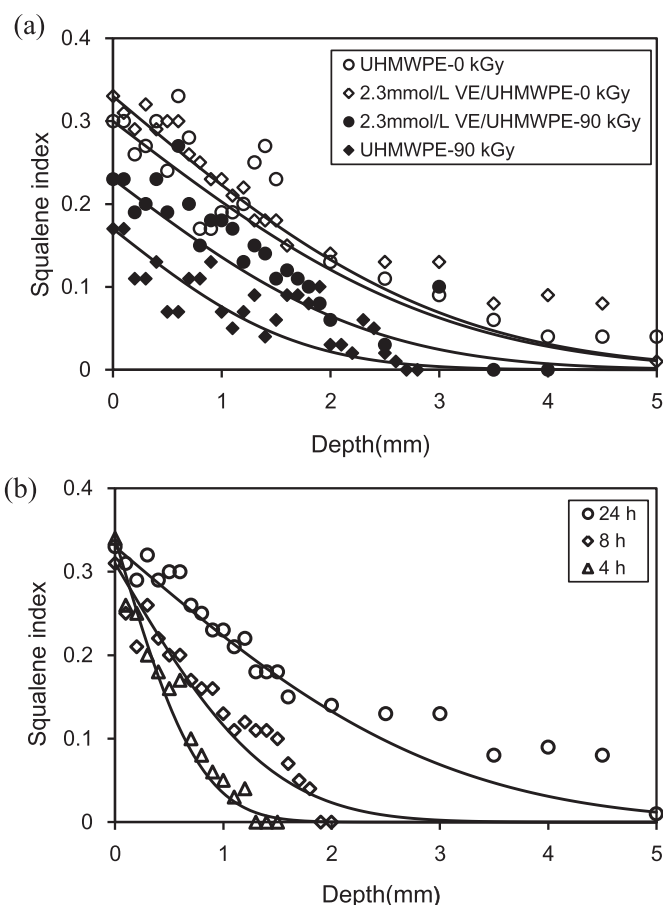 (a)
0.4
0.3
0.2
0.1
0
Squalene index
UHMWPE-0 kGy
2.3mmol/L VE/UHMWPE-0 kGy
2.3mmol/L VE/UHMWPE-90 kGy
UHMWPE-90 kGy
0 1 2 3 4 5
Depth(mm)
(b)
0.4
0.3
0.2
0.1
0
Squalene index
24 h
8 h
4 h
0 1 2 3 4 5
Depth(mm)